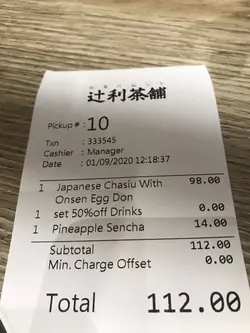 辻利茶舗
Pickup # : 10
Txn : 333545
Cashier : Manager
Date : 01/09/2020 12:18:37
1 Japanese Chasiu With 98.00
Onsen Egg Don
1 set 50%off Drinks 0.00
1 Pineapple Sencha 14.00
Subtotal 112.00
Min. Charge Offset 0.00
Total 112.00